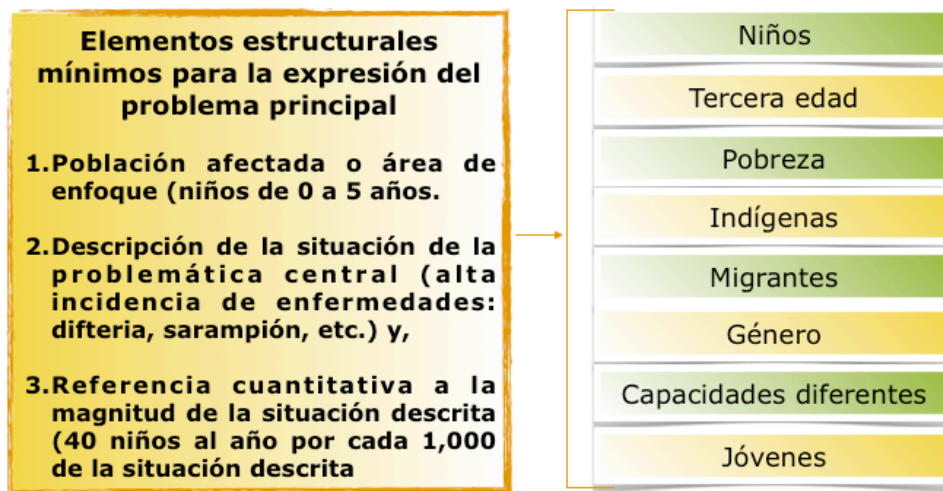 Elementos estructurales
mínimos para la expresión del
problema principal
1.Población afectada o área de
enfoque (niños de 0 a 5 años.
2.Descripción de la situación de la
problemática central (alta
incidencia de enfermedades:
difteria, sarampión, etc.) y,
3.Referencia cuantitativa a la
magnitud de la situación descrita
(40 niños al año por cada 1,000
de la situación descrita
Niños
Tercera edad
Pobreza
Indígenas
Migrantes
Género
Capacidades diferentes
Jóvenes